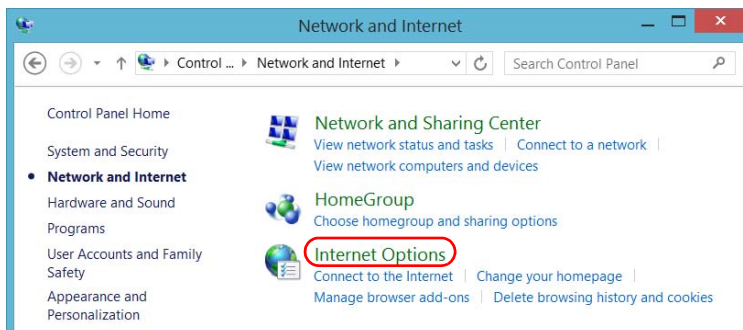 Network and Internet
Control ... Network and Internet
Search Control Panel
Control Panel Home
System and Security
Network and Internet
Hardware and Sound
Programs
User Accounts and Family
Safety
Appearance and
Personalization
Network and Sharing Center
View network status and tasks | Connect to a network |
View network computers and devices
HomeGroup
Choose homegroup and sharing options
Internet Options
Connect to the Internet | Change your homepage |
Manage browser add-ons | Delete browsing history and cookies